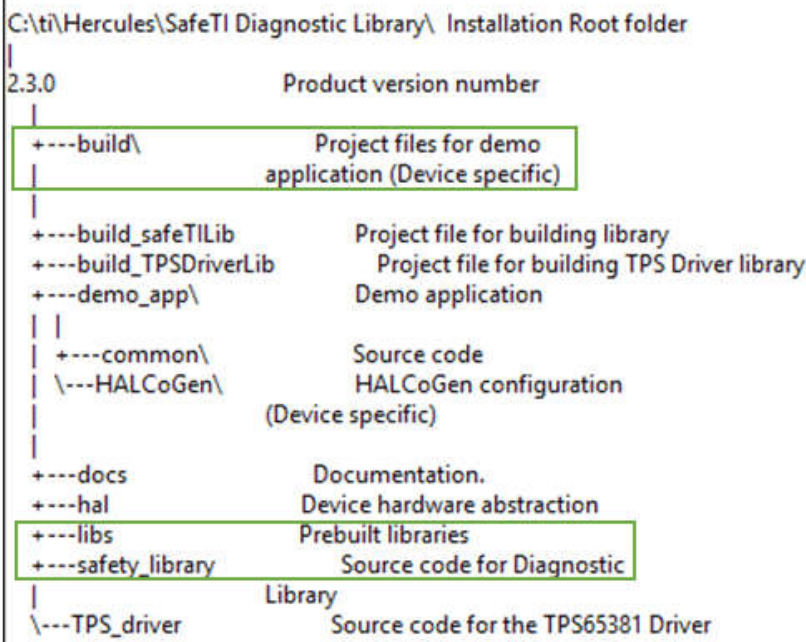 C:\ti\Hercules\SafeTI Diagnostic Library\ Installation Root folder
|
2.3.0 Product version number
|
+---build\ Project files for demo
| application (Device specific)
|
+---build_safeTILib Project file for building library
+---build_TPSDriverLib Project file for building TPS Driver library
+---demo_app\ Demo application
| |
| +---common\ Source code
| \---HALCoGen\ HALCoGen configuration
| (Device specific)
|
+---docs Documentation.
+---hal Device hardware abstraction
+---libs Prebuilt libraries
+---safety_library Source code for Diagnostic
| Library
\---TPS_driver Source code for the TPS65381 Driver